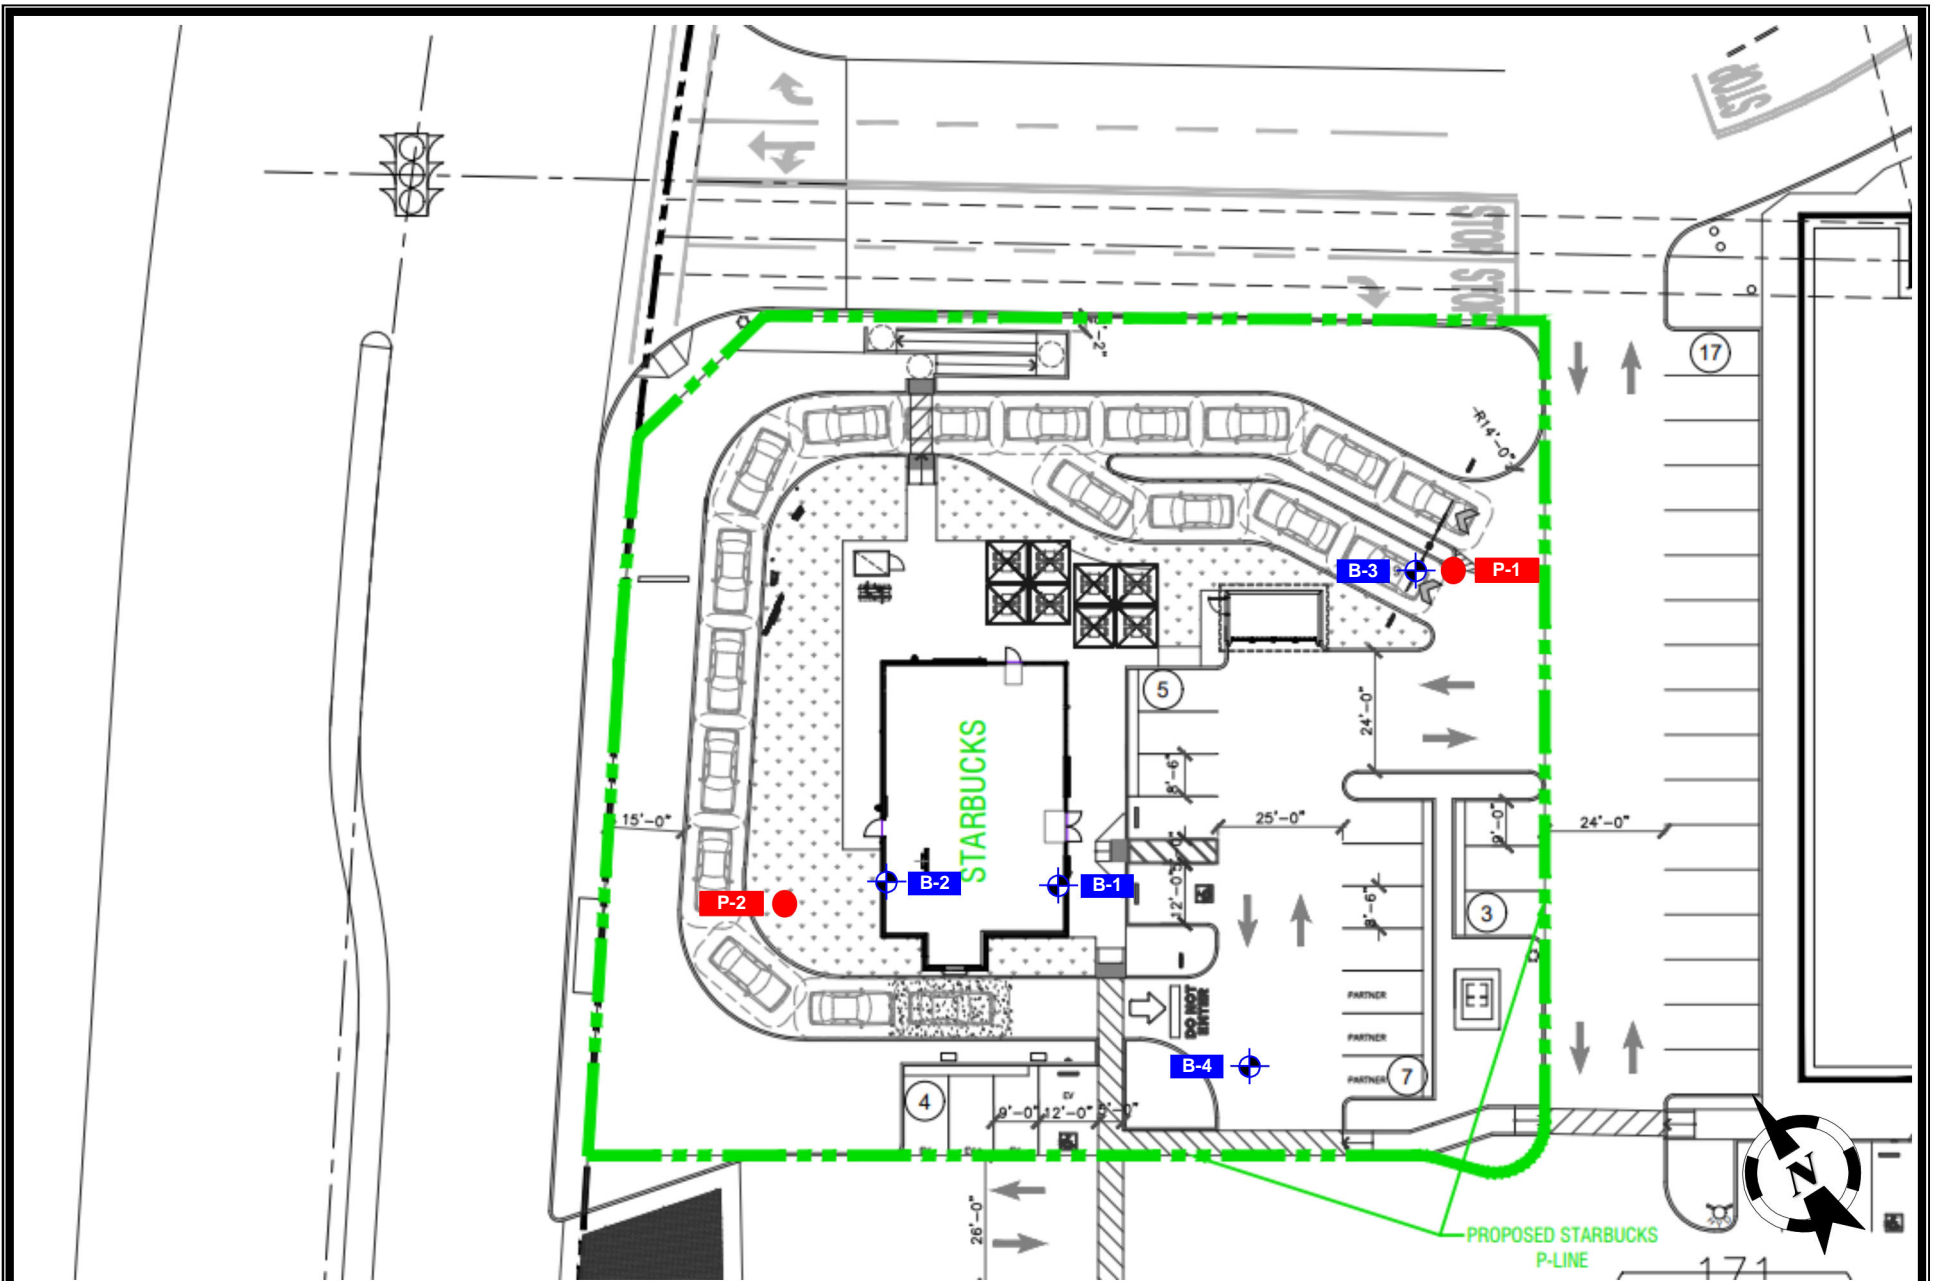 STOP
STOP
STOP
17
-R14'-0"
B-3
P-1
5
24'-0"
8'-6"
STARBUCKS
15'-0"
25'-0"
9'-0"
24'-0"
B-2
B-1
P-2
12'-0"
8'-6"
3
PARTNER
DO NOT
ENTER
PARTNER
B-4
PARTNER
7
4
EV
9'-0"
12'-0"
5'-0"
N
26'-0"
PROPOSED STARBUCKS
P-LINE
171